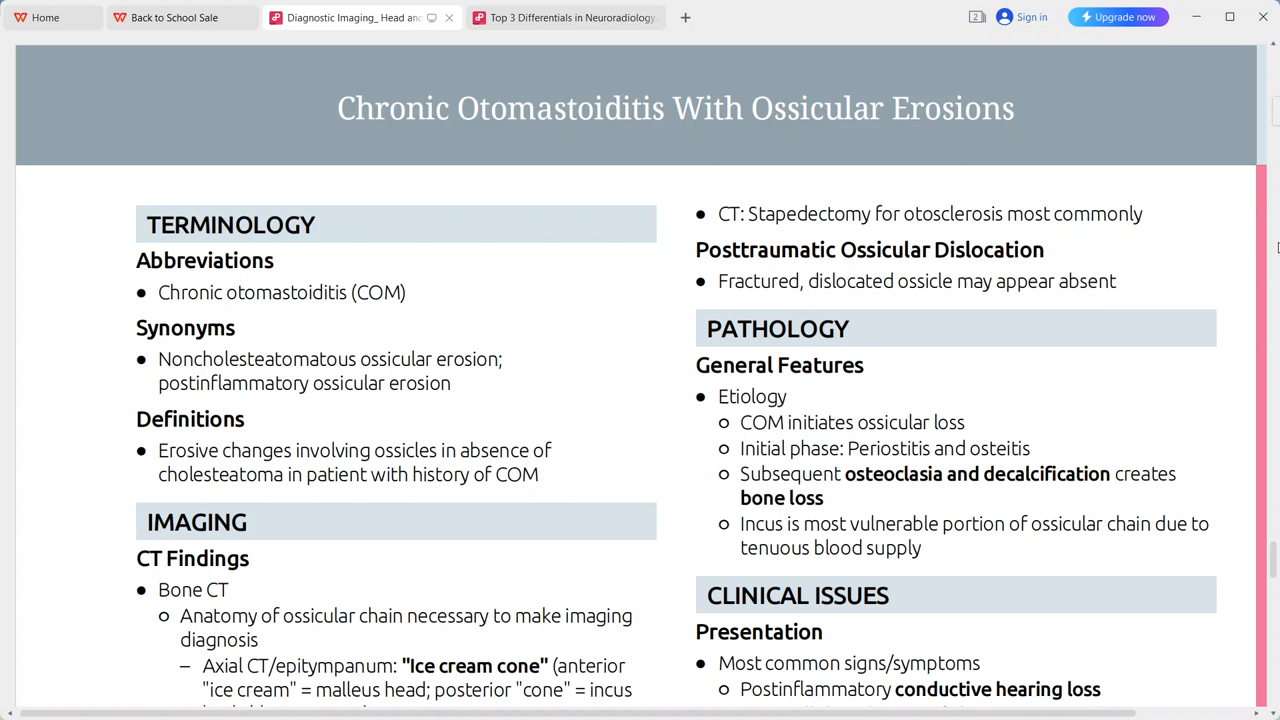 Home
Back to School Sale
Diagnostic Imaging_ Head and
Top 3 Differentials in Neuroradiology
2
Sign in
Upgrade now
Chronic Otomastoiditis With Ossicular Erosions
TERMINOLOGY
Abbreviations
• Chronic otomastoiditis (COM)
Synonyms
• Noncholesteatomatous ossicular erosion;
postinflammatory ossicular erosion
Definitions
• Erosive changes involving ossicles in absence of
cholesteatoma in patient with history of COM
IMAGING
CT Findings
• Bone CT
o Anatomy of ossicular chain necessary to make imaging
diagnosis
– Axial CT/epitympanum: "Ice cream cone" (anterior
"ice cream" = malleus head; posterior "cone" = incus
• CT: Stapedectomy for otosclerosis most commonly
Posttraumatic Ossicular Dislocation
• Fractured, dislocated ossicle may appear absent
PATHOLOGY
General Features
• Etiology
o COM initiates ossicular loss
o Initial phase: Periostitis and osteitis
o Subsequent osteoclasia and decalcification creates
bone loss
o Incus is most vulnerable portion of ossicular chain due to
tenuous blood supply
CLINICAL ISSUES
Presentation
• Most common signs/symptoms
o Postinflammatory conductive hearing loss